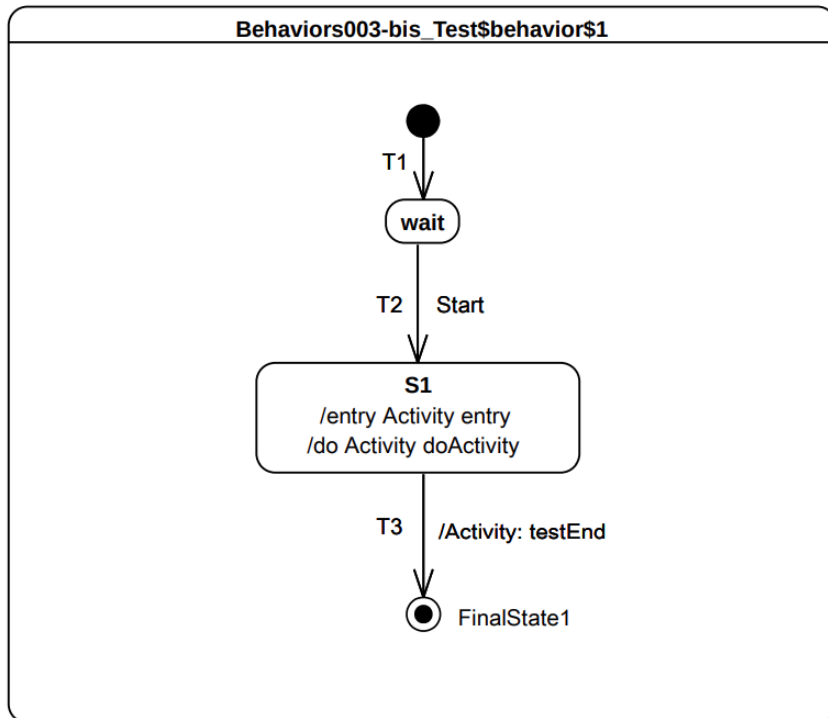 Behaviors003-bis_Test$behavior$1
T1
wait
T2 Start
S1
/entry Activity entry
/do Activity doActivity
T3 /Activity: testEnd
FinalState1